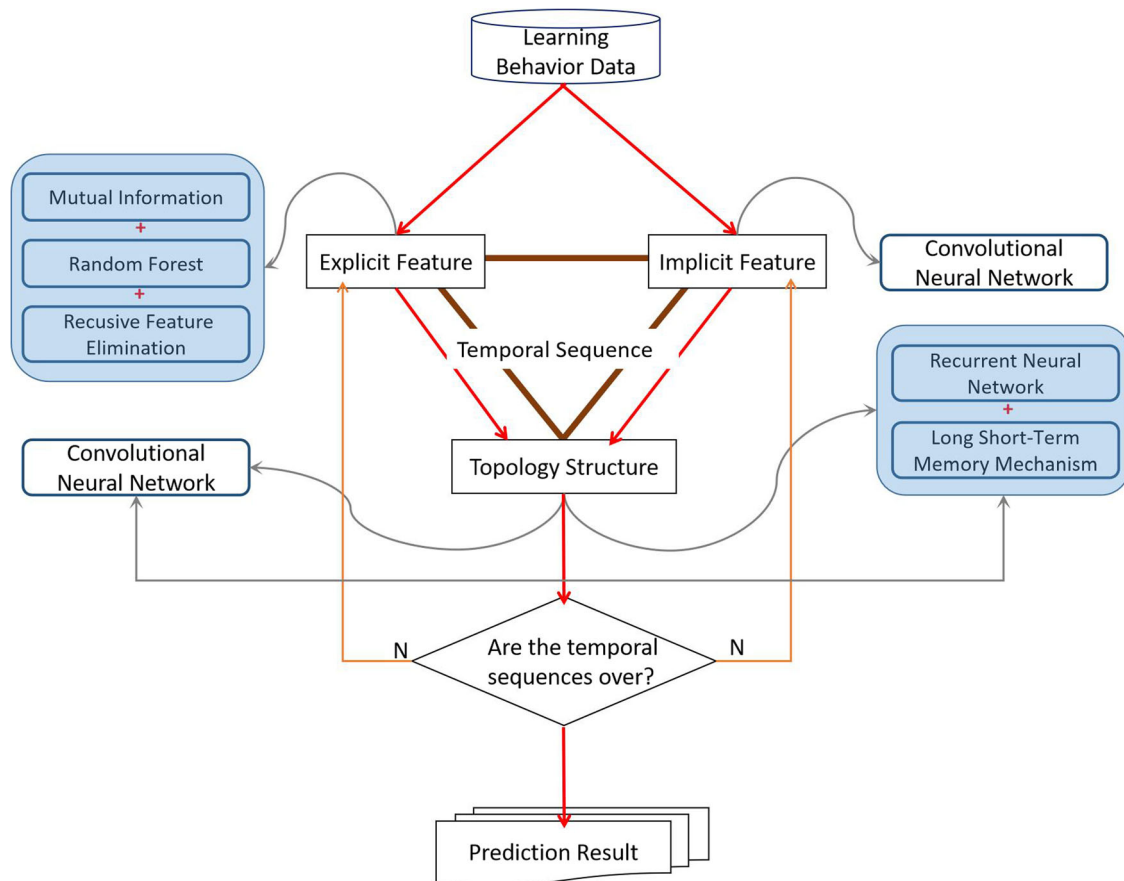 Learning
Behavior Data
Mutual Information
+
Random Forest
+
Recusive Feature
Elimination
Explicit Feature
Implicit Feature
Convolutional
Neural Network
Temporal Sequence
Recurrent Neural
Network
+
Long Short-Term
Memory Mechanism
Convolutional
Neural Network
Topology Structure
N
Are the temporal
sequences over?
N
Prediction Result